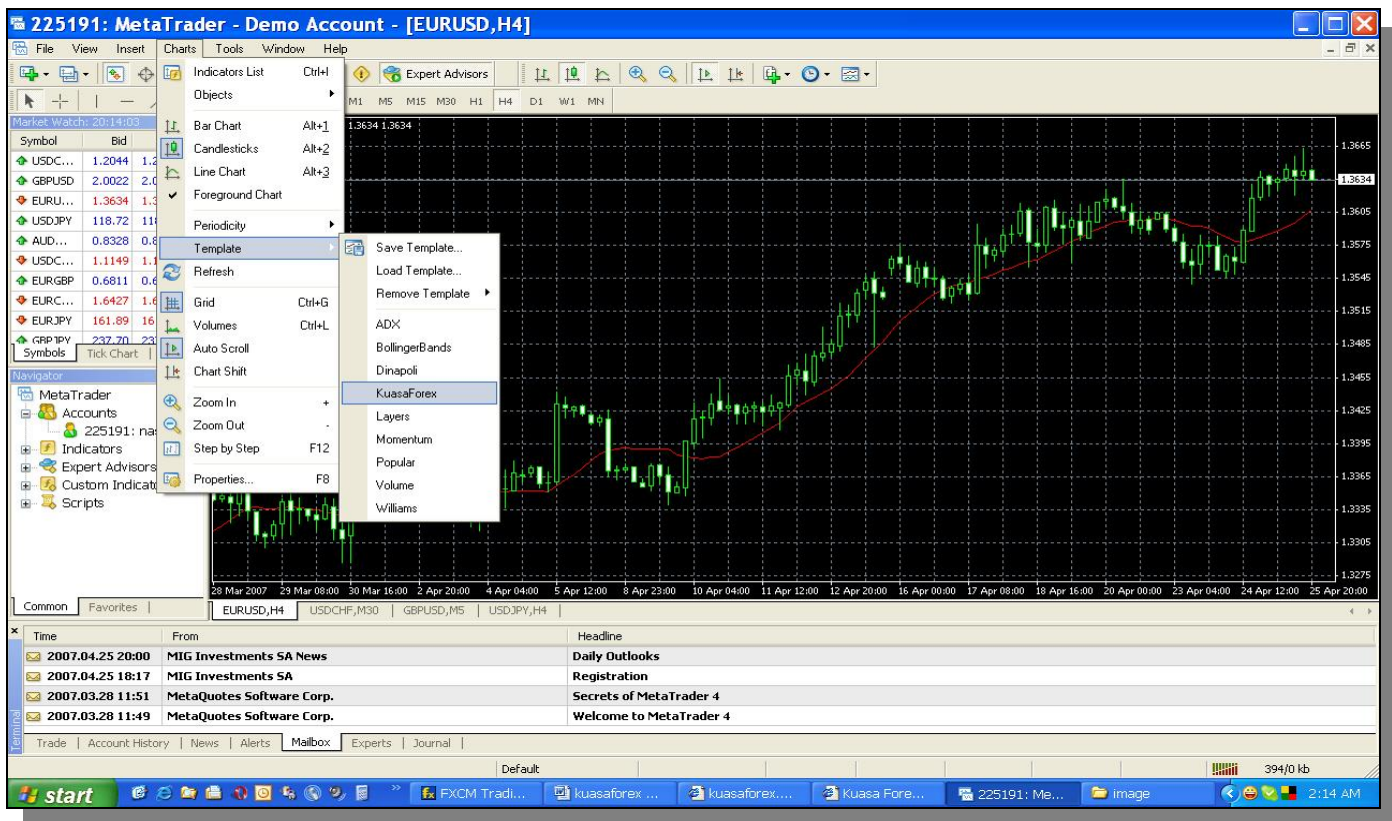 225191: MetaTrader - Demo Account - [EURUSD,H4]
File View Insert Charts Tools Window Help
Expert Advisors
M1 M5 M15 M30 H1 H4 D1 W1 MN
Indicators List Ctrl+I
Objects
Bar Chart Alt+1
Candlesticks Alt+2
Line Chart Alt+3
Foreground Chart
Periodicity
Template
Refresh
Grid Ctrl+G
Volumes Ctrl+L
Auto Scroll
Chart Shift
Zoom In +
Zoom Out -
Step by Step F12
Properties... F8
Save Template...
Load Template...
Remove Template
ADX
BollingerBands
Dinapoli
KuasaForex
Layers
Momentum
Popular
Volume
Williams
Market Watch: 20:14:03
Symbol Bid
USDC... 1.2044
GBPUSD 2.0022
EURU... 1.3634
USDJPY 118.72
AUD... 0.8328
USDC... 1.1149
EURGBP 0.6811
EURC... 1.6427
EURJPY 161.89
GBPJPY 237.70
Symbols Tick Chart
Navigator
MetaTrader
Accounts
225191:
Indicators
Expert Advisors
Custom
Scripts
Common Favorites
1.3634 1.3634
1.3665
1.3634
1.3605
1.3575
1.3545
1.3515
1.3485
1.3455
1.3425
1.3395
1.3365
1.3335
1.3305
1.3275
28 Mar 2007 29 Mar 08:00 30 Mar 16:00 2 Apr 20:00 4 Apr 04:00 5 Apr 12:00 8 Apr 23:00 10 Apr 04:00 11 Apr 12:00 12 Apr 20:00 16 Apr 00:00 17 Apr 08:00 18 Apr 16:00 20 Apr 00:00 23 Apr 04:00 24 Apr 12:00 25 Apr 20:00
EURUSD,H4 USDCHF,M30 GBPUSD,M5 USDJPY,H4
Time From Headline
2007.04.25 20:00 MIG Investments SA News Daily Outlooks
2007.04.25 18:17 MIG Investments SA Registration
2007.03.28 11:51 MetaQuotes Software Corp. Secrets of MetaTrader 4
2007.03.28 11:49 MetaQuotes Software Corp. Welcome to MetaTrader 4
Terminal
Trade Account History News Alerts Mailbox Experts Journal
Default 394/0 kb
start FXCM Tradi... kuasaforex ... kuasaforex.... Kuasa Fore... 225191: Me... image 2:14 AM